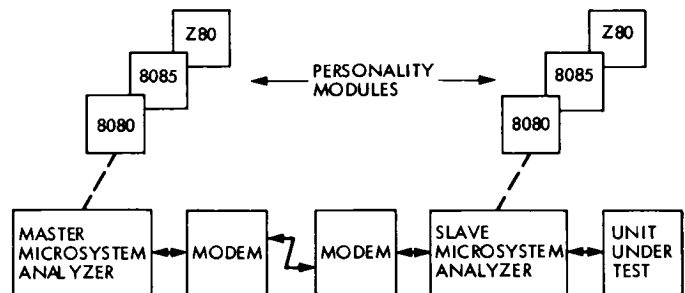 Z80
8085
8080
PERSONALITY
MODULES
Z80
8085
8080
MASTER
MICROSYSTEM
ANALYZER
MODEM
MODEM
SLAVE
MICROSYSTEM
ANALYZER
UNIT
UNDER
TEST